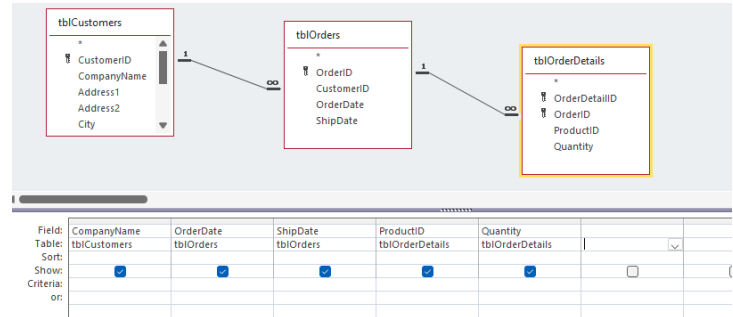 tblCustomers
*
CustomerID
CompanyName
Address1
Address2
City
1
∞
tblOrders
*
OrderID
CustomerID
OrderDate
ShipDate
1
∞
tblOrderDetails
*
OrderDetailID
OrderID
ProductID
Quantity
Field: CompanyName OrderDate ShipDate ProductID Quantity
Table: tblCustomers tblOrders tblOrders tblOrderDetails tblOrderDetails
Sort:
Show:
Criteria:
or: